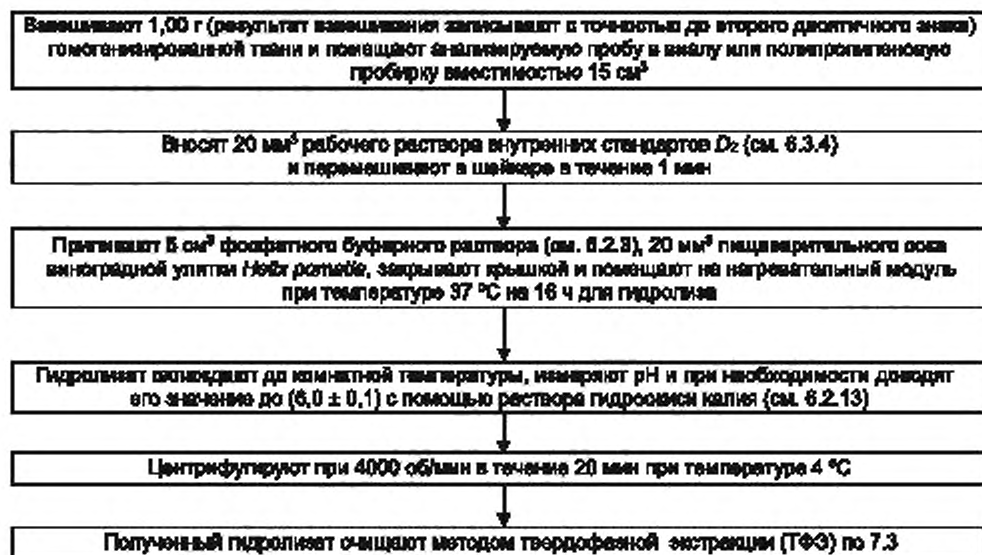 Взвешивают 1,00 г (результат взвешивания записывают с точностью до второго десятичного знака)
гомогенизированной ткани и помещают анализируемую пробу в виалу или полипропиленовую
пробирку вместимостью 15 см³
Вносят 20 мм³ рабочего раствора внутренних стандартов D₂ (см. 6.3.4)
и перемешивают в шейкере в течение 1 мин
Приливают 5 см³ фосфатного буферного раствора (см. 6.2.8), 20 мм³ пищеварительного сока
виноградной улитки Helix pomatia, закрывают крышкой и помещают на нагревательный модуль
при температуре 37 °С на 16 ч для гидролиза
Гидролизат охлаждают до комнатной температуры, измеряют pH и при необходимости доводят
его значение до (6,0 ± 0,1) с помощью раствора гидроокиси калия (см. 6.2.13)
Центрифугируют при 4000 об/мин в течение 20 мин при температуре 4 °С
Полученный гидролизат очищают методом твердофазной экстракции (ТФЭ) по 7.3